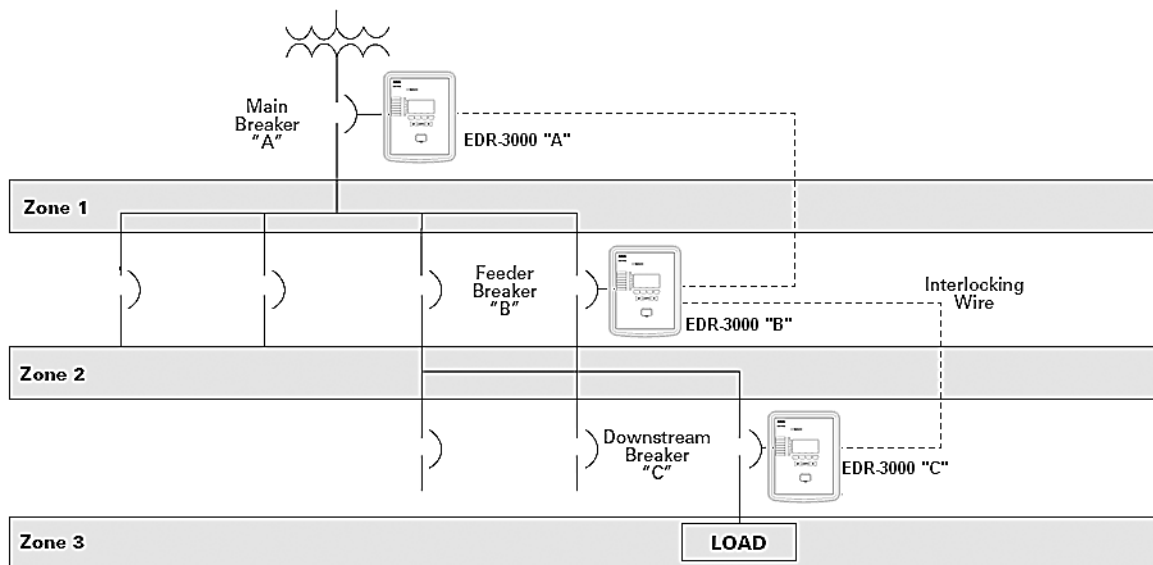 Main
Breaker
"A"
EDR-3000 "A"
Zone 1
Feeder
Breaker
"B"
EDR-3000 "B"
Interlocking
Wire
Zone 2
Downstream
Breaker
"C"
EDR-3000 "C"
Zone 3
LOAD